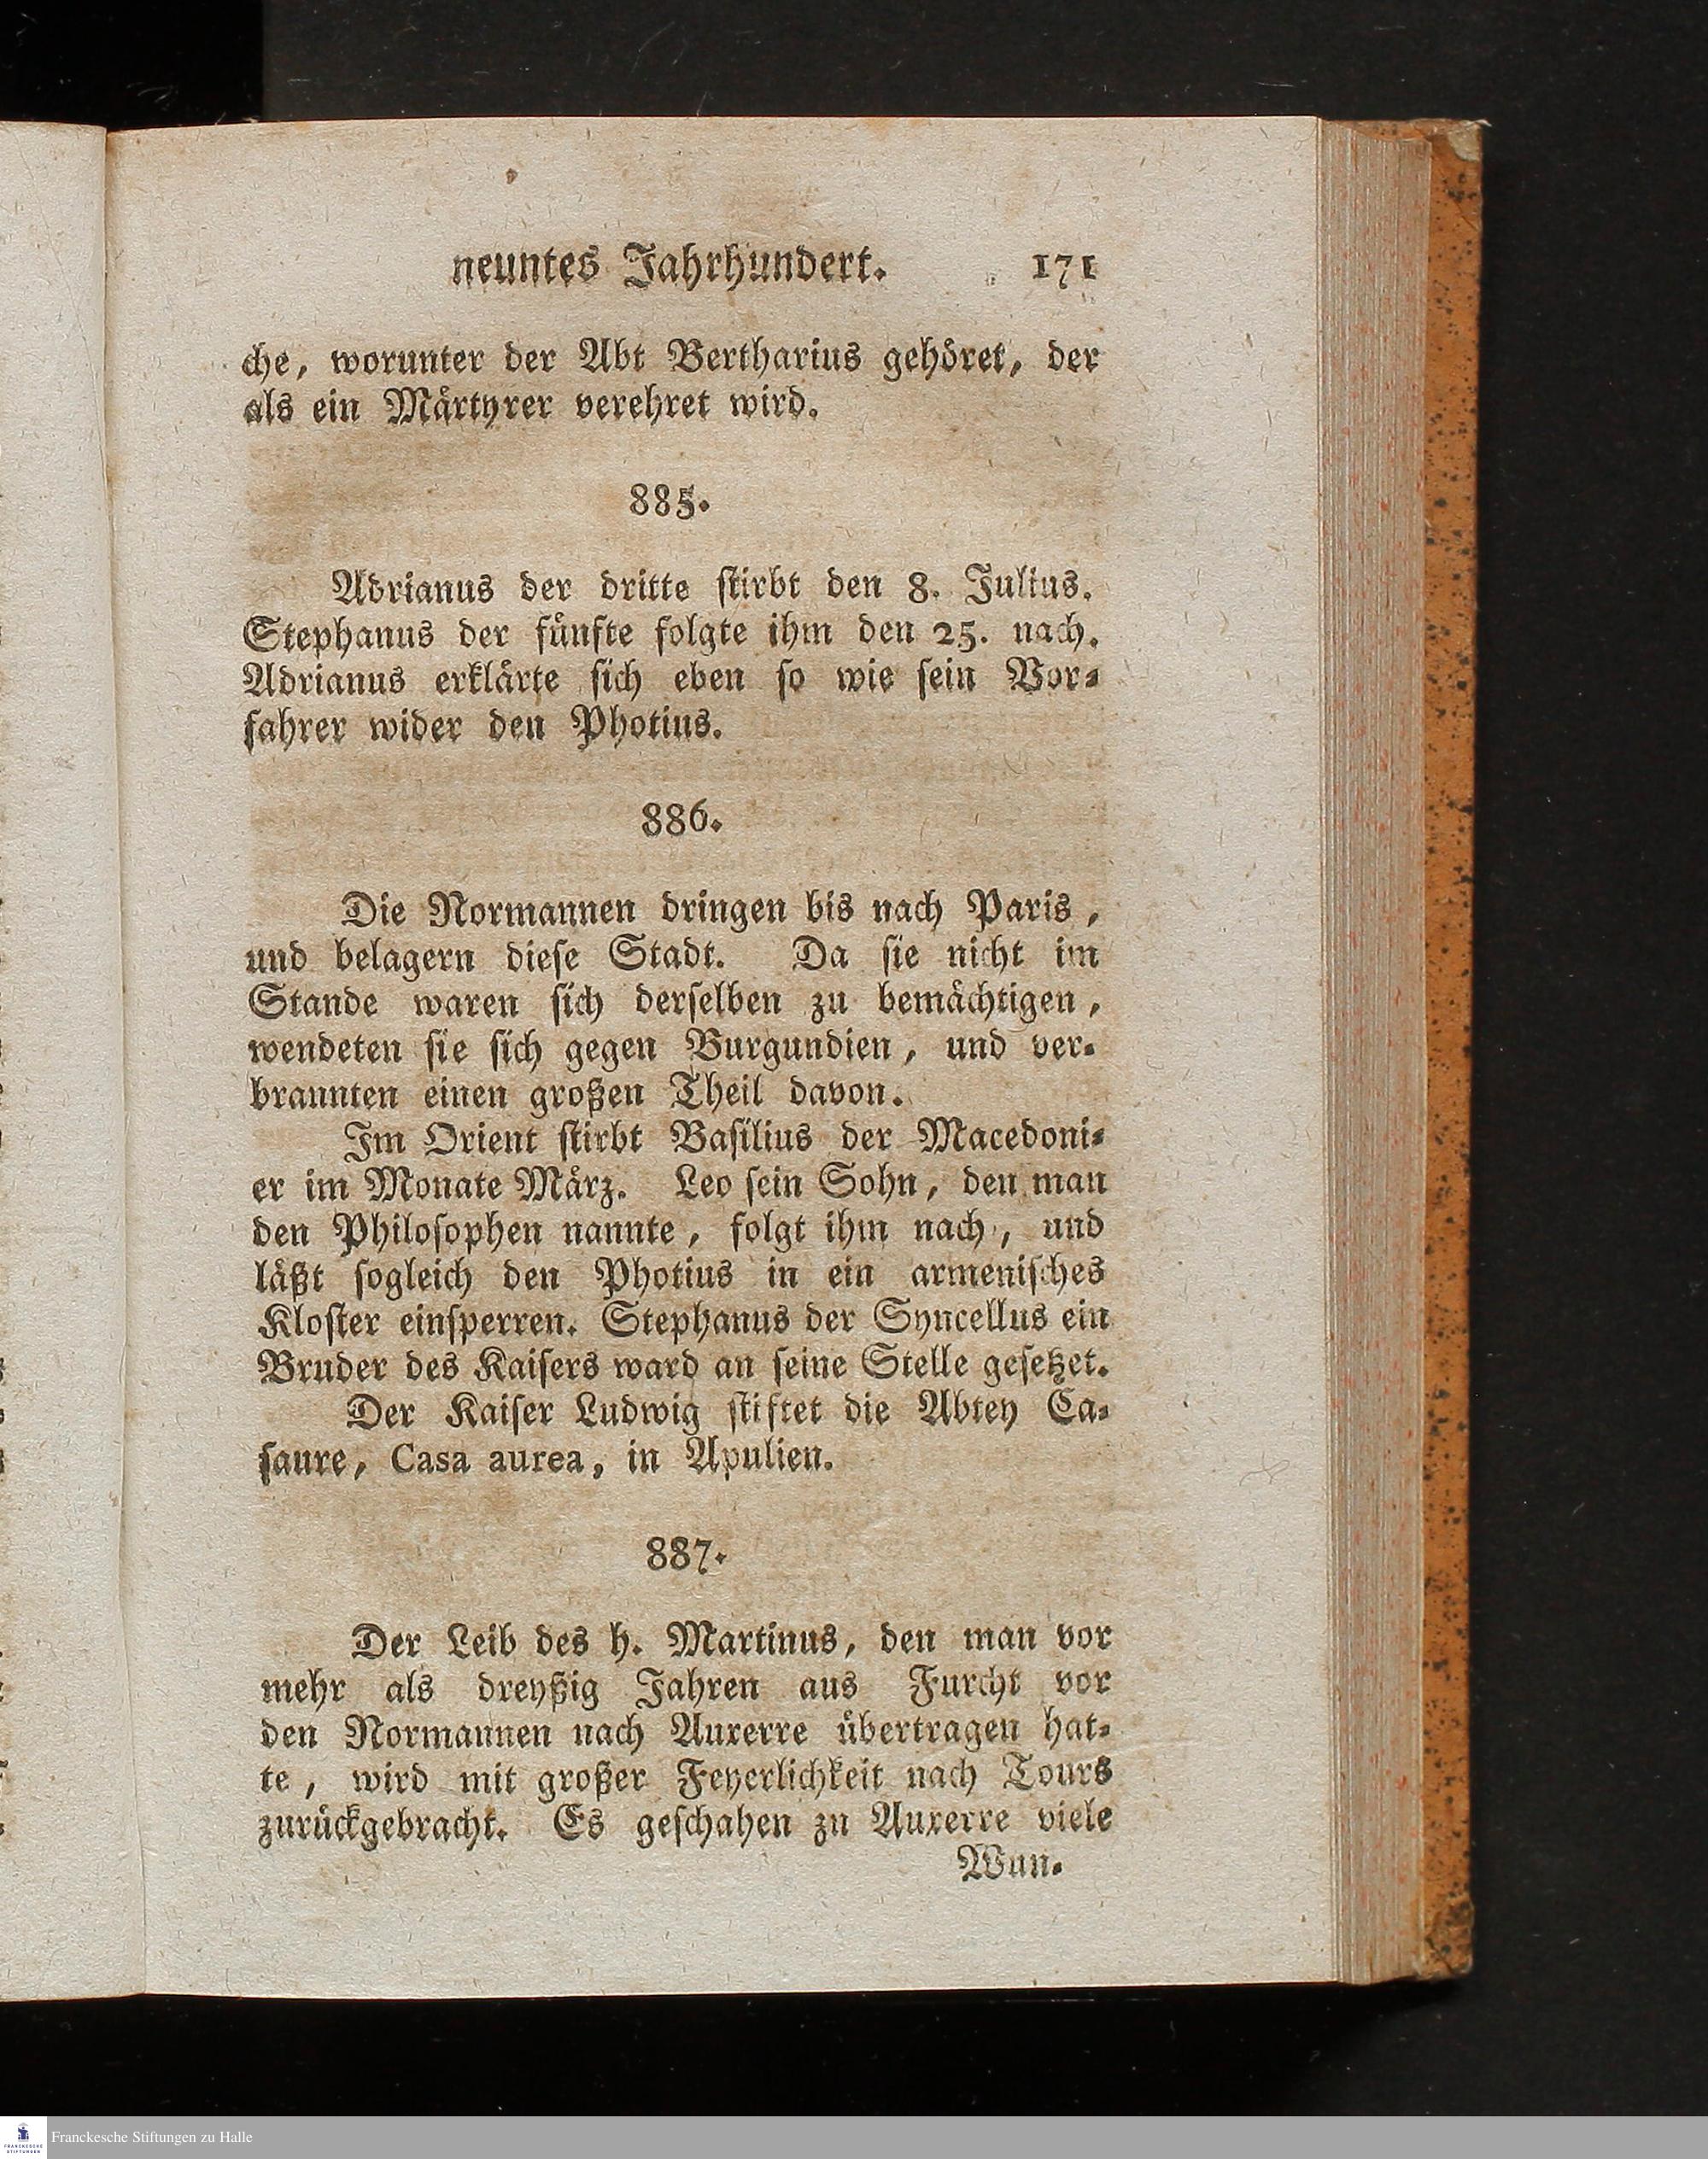 neuntes Jahrhundert. 171
che, worunter der Abt Bertharius gehöret, der
als ein Märtyrer verehret wird.
885.
Adrianus der dritte stirbt den 8. Julius.
Stephanus der fünfte folgte ihm den 25. nach.
Adrianus erklärte sich eben so wie sein Vor-
fahrer wider den Photius.
886.
Die Normannen dringen bis nach Paris,
und belagern diese Stadt. Da sie nicht im
Stande waren sich derselben zu bemächtigen,
wendeten sie sich gegen Burgundien, und ver-
brannten einen großen Theil davon.
Im Orient stirbt Basilius der Macedoni-
er im Monate März. Leo sein Sohn, den man
den Philosophen nannte, folgt ihm nach, und
läßt sogleich den Photius in ein armenisches
Kloster einsperren. Stephanus der Syncellus ein
Bruder des Kaisers ward an seine Stelle gesetzet.
Der Kaiser Ludwig stiftet die Abtey Ca-
saure, Casa aurea, in Apulien.
887.
Der Leib des h. Martinus, den man vor
mehr als dreyßig Jahren aus Furcht vor
den Normannen nach Auxerre übertragen hat-
te, wird mit großer Feyerlichkeit nach Tours
zurückgebracht. Es geschahen zu Auxerre viele
Wun-
Franckesche Stiftungen zu Halle